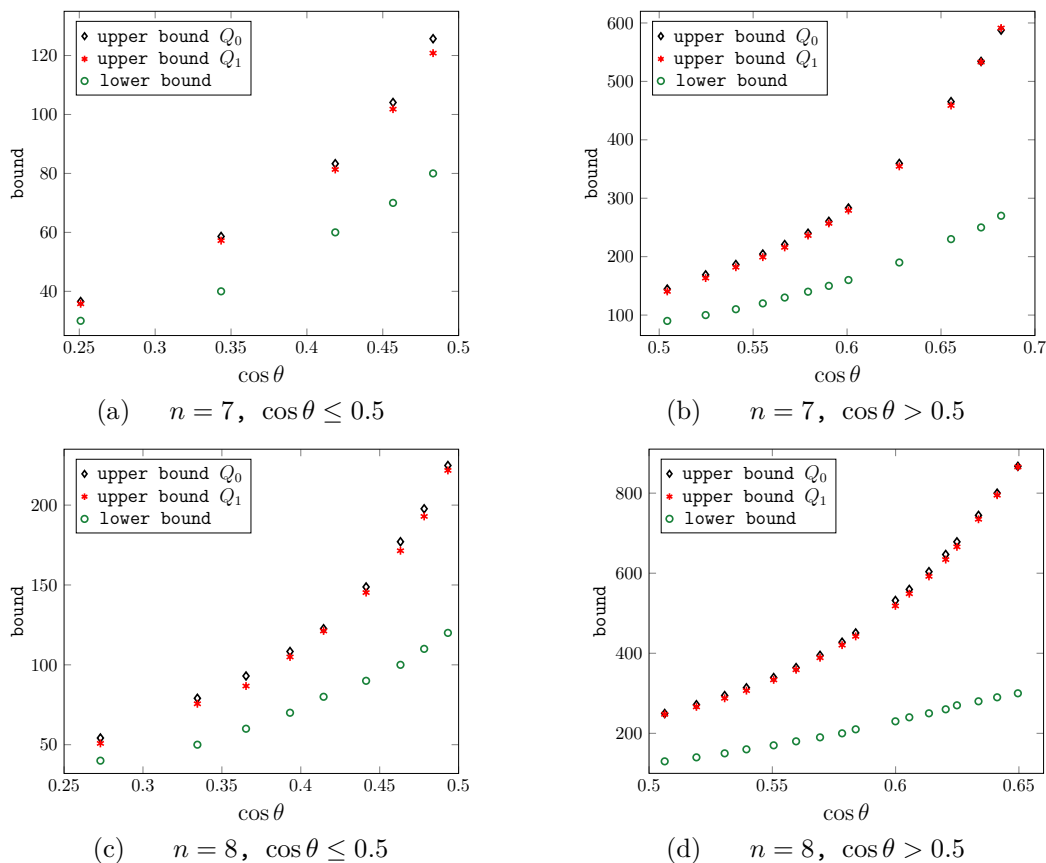 upper bound Q₀
upper bound Q₁
lower bound
120
100
80
60
40
bound
0.25 0.3 0.35 0.4 0.45 0.5
cos θ
(a) n = 7, cos θ ≤ 0.5
upper bound Q₀
upper bound Q₁
lower bound
600
500
400
300
200
100
bound
0.5 0.55 0.6 0.65 0.7
cos θ
(b) n = 7, cos θ > 0.5
upper bound Q₀
upper bound Q₁
lower bound
200
150
100
50
bound
0.25 0.3 0.35 0.4 0.45 0.5
cos θ
(c) n = 8, cos θ ≤ 0.5
upper bound Q₀
upper bound Q₁
lower bound
800
600
400
200
bound
0.5 0.55 0.6 0.65
cos θ
(d) n = 8, cos θ > 0.5